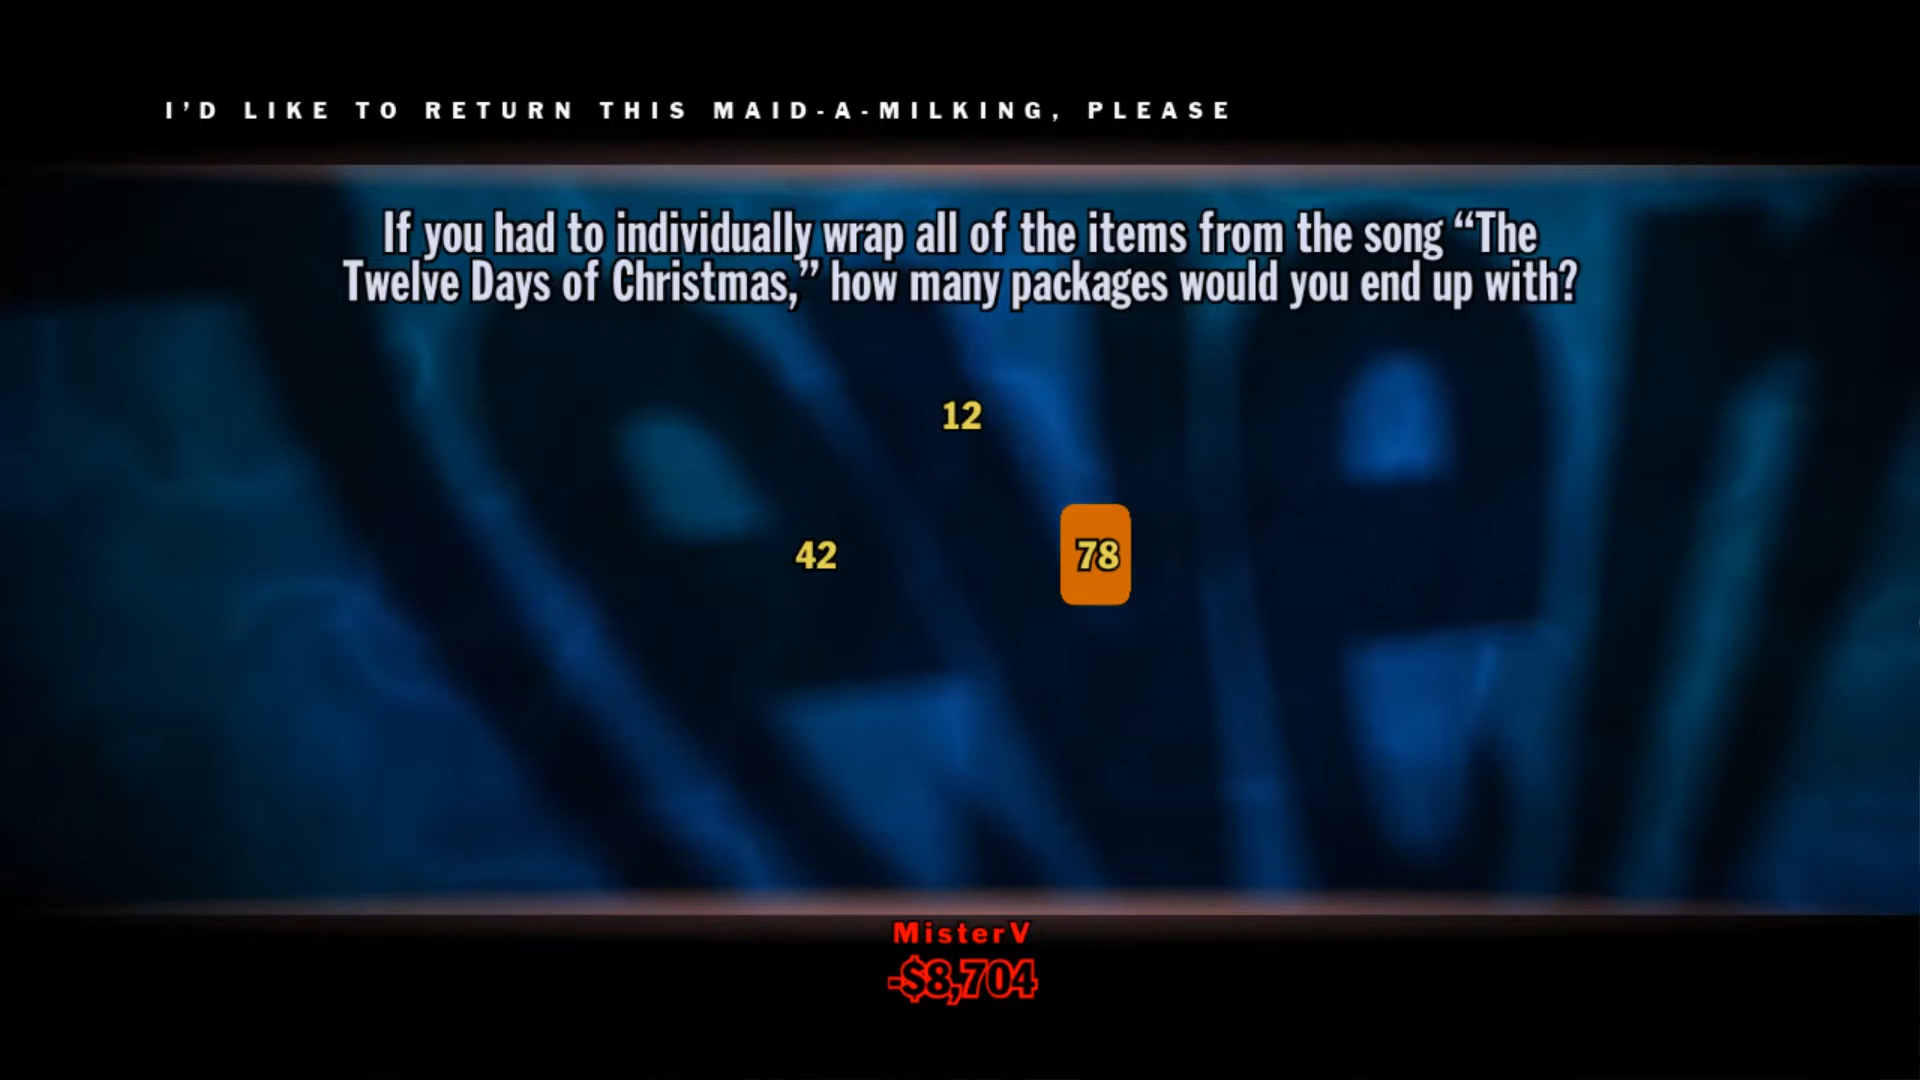 I'D LIKE TO RETURN THIS MAID-A-MILKING, PLEASE
If you had to individually wrap all of the items from the song “The
Twelve Days of Christmas,” how many packages would you end up with?
12
42 78
MisterV
-$8,704